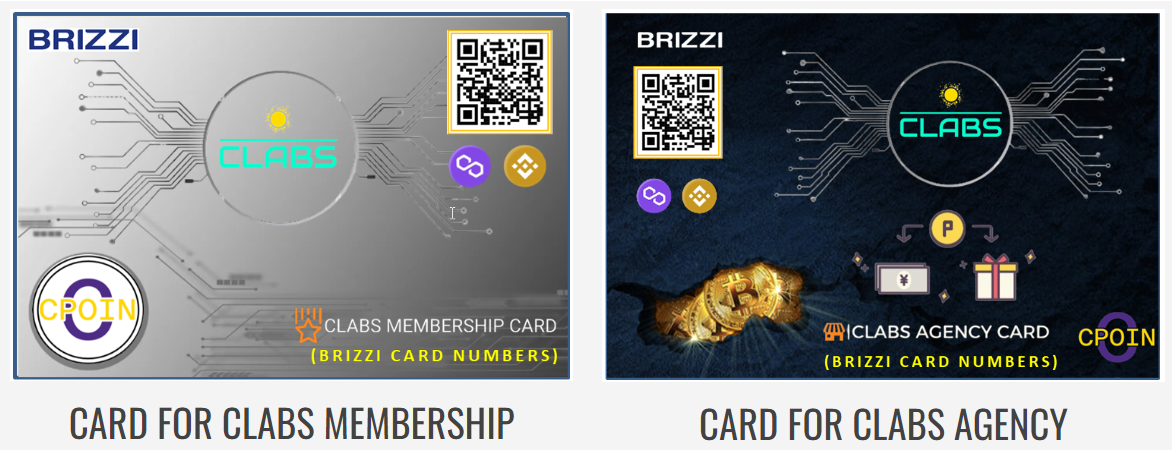 BRIZZI
CLABS
CPOIN
CLABS MEMBERSHIP CARD
(BRIZZI CARD NUMBERS)
CARD FOR CLABS MEMBERSHIP
BRIZZI
CLABS
P
¥
B
CLABS AGENCY CARD
CPOIN
(BRIZZI CARD NUMBERS)
CARD FOR CLABS AGENCY